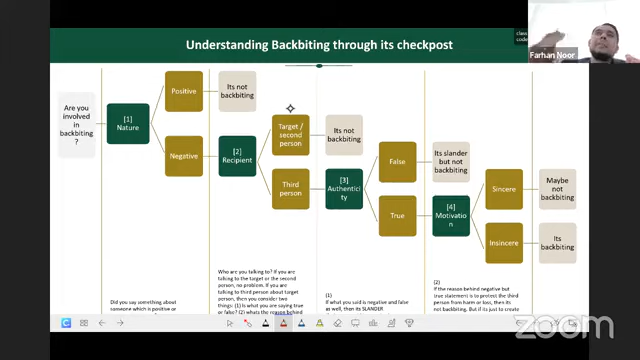 Understanding Backbiting through its checkpost
class
code
Farhan Noor
Are you
involved in
backbiting
?
[1]
Nature
Positive
Negative
Its not
backbiting
[2]
Recipient
Target /
second
person
Third
person
Its not
backbiting
[3]
Authentici
ty
False
True
Its slander
but not
backbiting
[4]
Motivatio
n
Sincere
Insincere
Maybe
not
backbiting
Its
backbiting
Did you say something about
someone which is positive or
Who are you talking to? If you are
talking to the target or the second
person, no problem. If you are
talking to third person about target
person, then you consider two
things: (1) is what you are saying true
or false? (2) whats the reason behind
(1)
If what you said is negative and false
as well, then its SLANDER
(2)
If the reason behind negative but
true statement is to protect the third
person from harm or loss, then its
not backbiting. But if its just to create
zoom